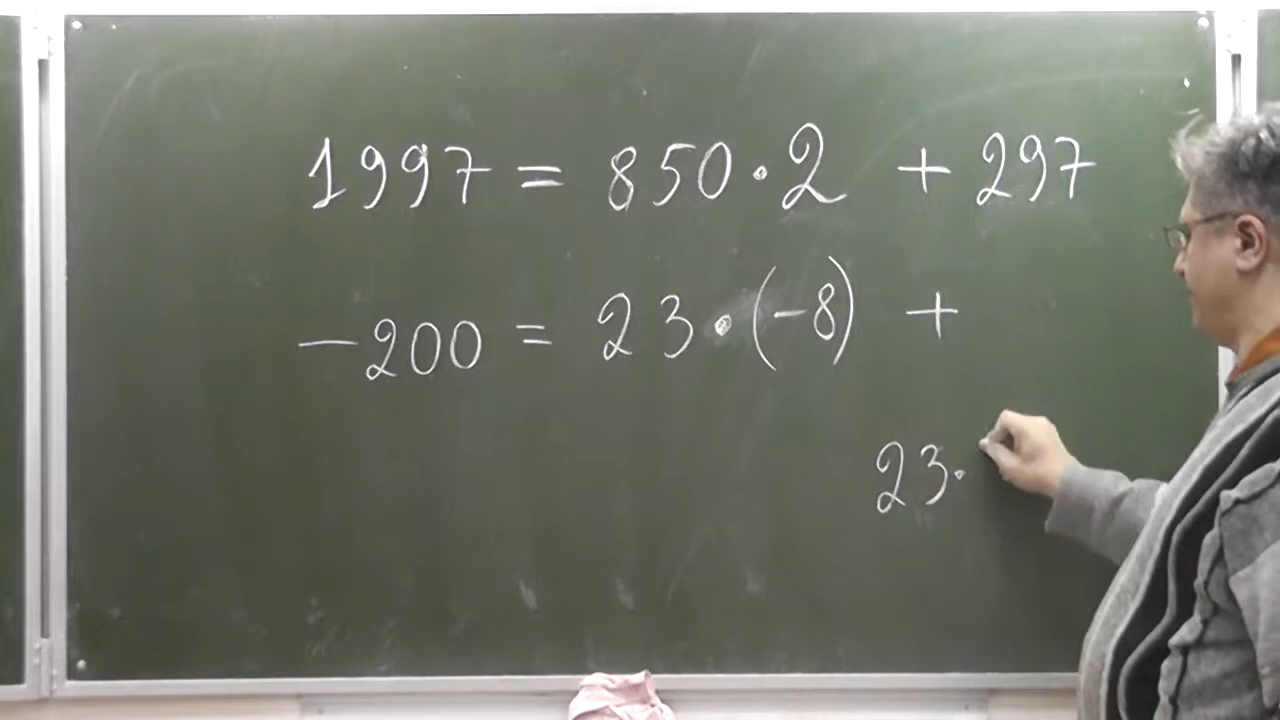 1997 = 850·2 + 297
-200 = 23·(-8) +
23·